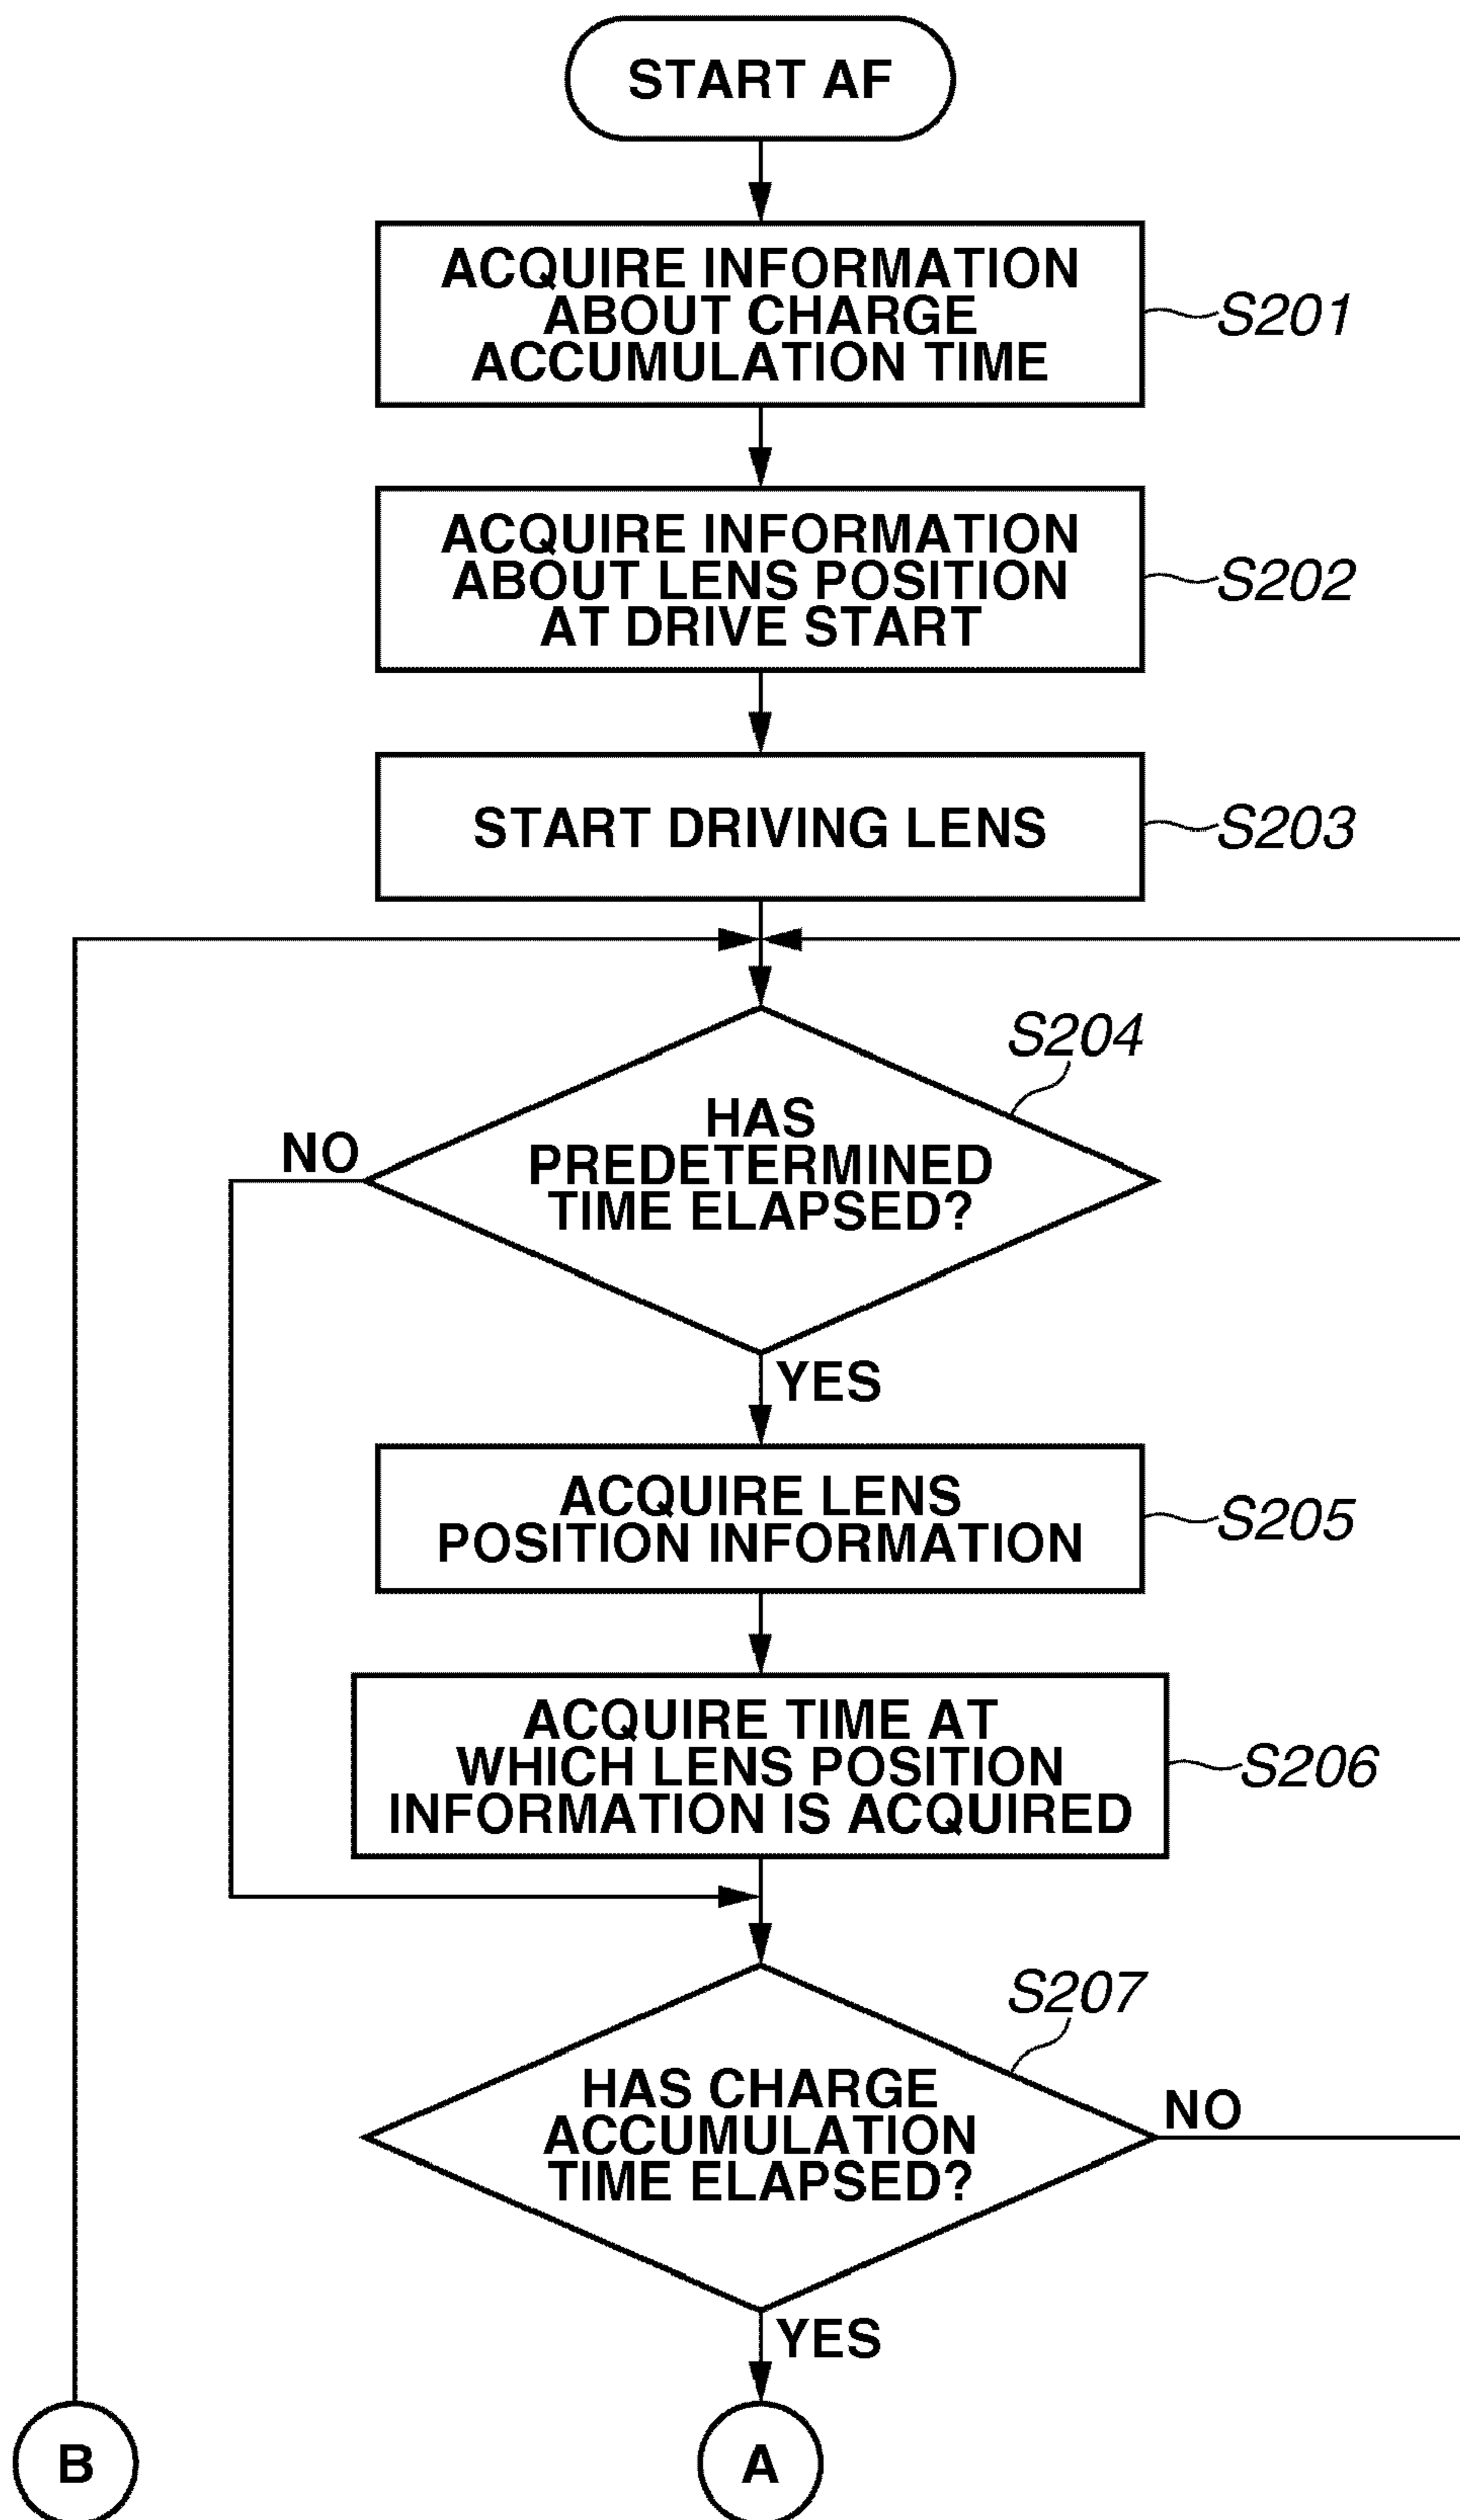 START AF
ACQUIRE INFORMATION
ABOUT CHARGE
ACCUMULATION TIME
S201
ACQUIRE INFORMATION
ABOUT LENS POSITION
AT DRIVE START
S202
START DRIVING LENS
S203
S204
HAS
PREDETERMINED
TIME ELAPSED?
NO
YES
ACQUIRE LENS
POSITION INFORMATION
S205
ACQUIRE TIME AT
WHICH LENS POSITION
INFORMATION IS ACQUIRED
S206
S207
HAS CHARGE
ACCUMULATION
TIME ELAPSED?
NO
YES
B
A